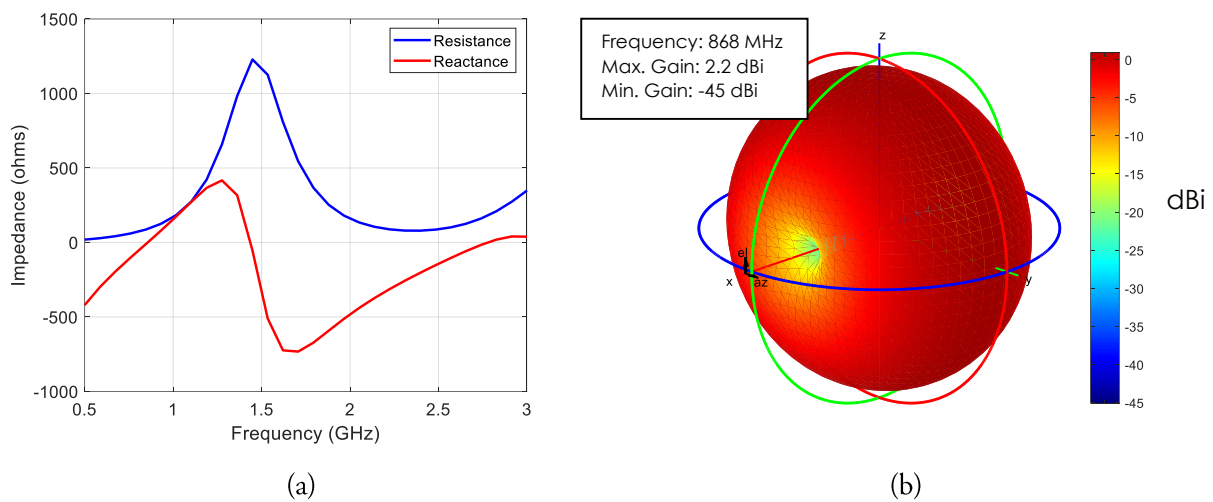 1500
1000
500
0
-500
-1000
0.5
1
1.5
2
2.5
3
Impedance (ohms)
Frequency (GHz)
Resistance
Reactance
(a)
Frequency: 868 MHz
Max. Gain: 2.2 dBi
Min. Gain: -45 dBi
z
el
x
az
y
0
-5
-10
-15
-20
-25
-30
-35
-40
-45
dBi
(b)